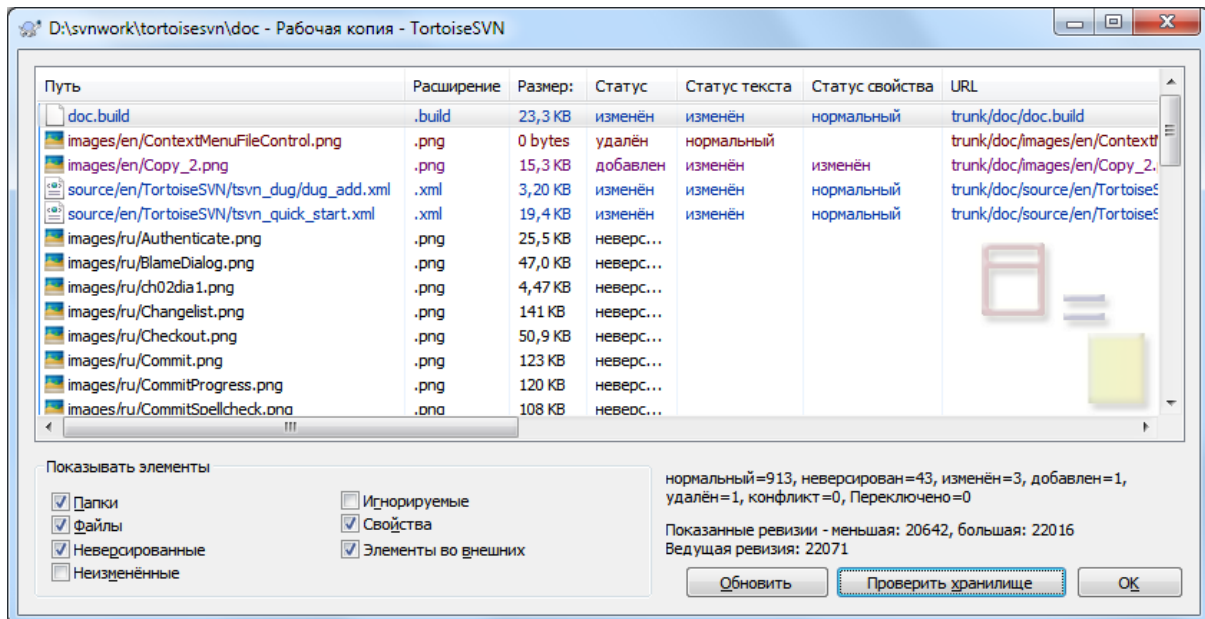 D:\svnwork\tortoisesvn\doc - Рабочая копия - TortoiseSVN
Путь Расширение Размер: Статус Статус текста Статус свойства URL
doc.build .build 23,3 KB изменён изменён нормальный trunk/doc/doc.build
images/en/ContextMenuFileControl.png .png 0 bytes удалён нормальный trunk/doc/images/en/Context
images/en/Copy_2.png .png 15,3 KB добавлен изменён изменён trunk/doc/images/en/Copy_2.
source/en/TortoiseSVN/tsvn_dug/dug_add.xml .xml 3,20 KB изменён изменён нормальный trunk/doc/source/en/Tortoise
source/en/TortoiseSVN/tsvn_quick_start.xml .xml 19,4 KB изменён изменён нормальный trunk/doc/source/en/Tortoise
images/ru/Authenticate.png .png 25,5 KB неверс...
images/ru/BlameDialog.png .png 47,0 KB неверс...
images/ru/ch02dia1.png .png 4,47 KB неверс...
images/ru/Changelist.png .png 141 KB неверс...
images/ru/Checkout.png .png 50,9 KB неверс...
images/ru/Commit.png .png 123 KB неверс...
images/ru/CommitProgress.png .png 120 KB неверс...
images/ru/CommitSpellcheck.png .png 108 KB неверс...
Показывать элементы
Папки Игнорируемые
Файлы Свойства
Неверсированные Элементы во внешних
Неизменённые
нормальный=913, неверсирован=43, изменён=3, добавлен=1,
удалён=1, конфликт=0, Переключено=0
Показанные ревизии - меньшая: 20642, большая: 22016
Ведущая ревизия: 22071
Обновить Проверить хранилище OK